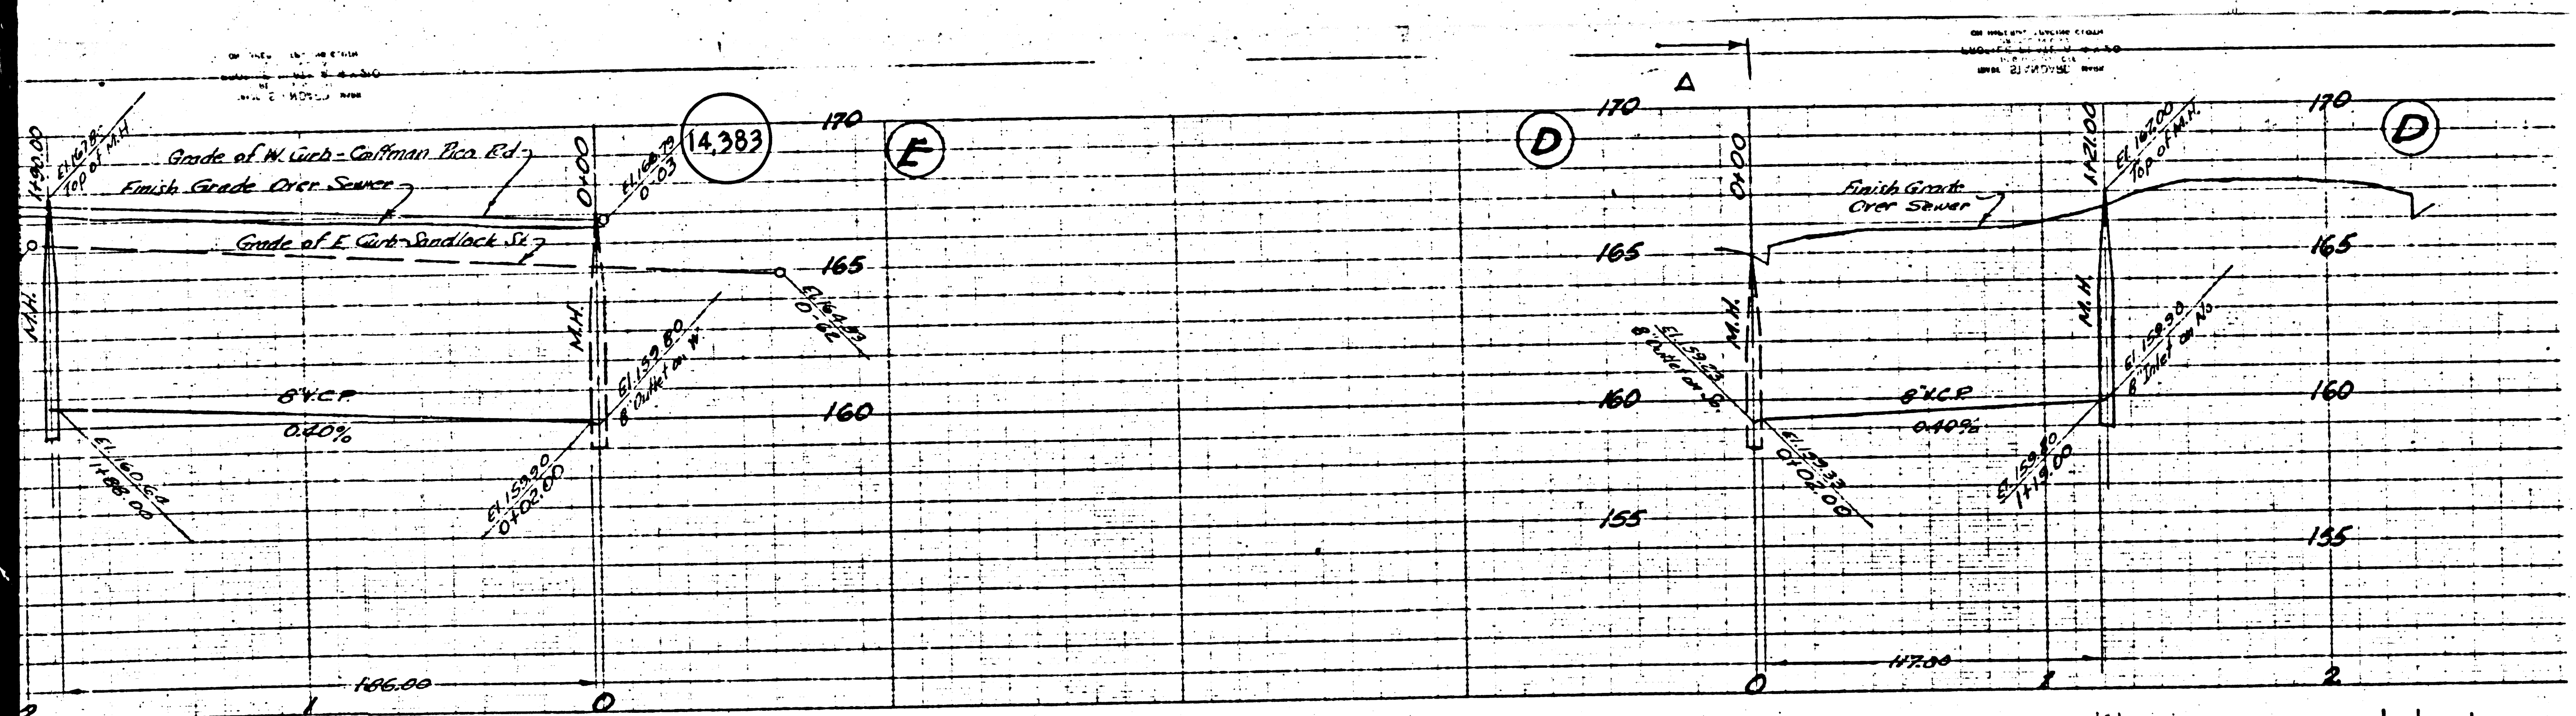 1+90.00
Top of M.H.
Grade of W. Curb - Coffman Pico Rd.
Finish Grade Over Sewer
Grade of E. Curb Sandlock St.
M.H.
8" V.C.P.
0.40%
El. 160.64
1+88.00
186.00
1
0+00
El. 166.79
0-03
14,383
170
E
M.H.
165
El. 164.93
0-62
El. 159.80
8" Outlet on W.
160
El. 159.90
0+02.00
0
D
170
Δ
165
160
155
0+00
M.H.
El. 159.23
8" Outlet on S.
El. 159.33
0+02.00
Finish Grade
Over Sewer
8" V.C.P.
0.40%
117.00
0
1
1+21.00
El. 167.00
Top of M.H.
M.H.
El. 159.90
8" Inlet on No.
El. 159.80
1+19.00
170
D
165
160
155
2